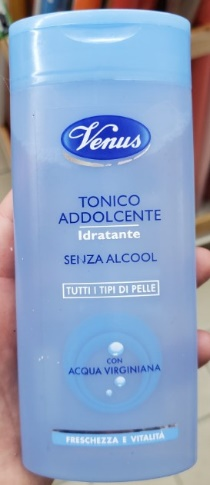 Venus
TONICO
ADDOLCENTE
Idratante
SENZA ALCOOL
TUTTI I TIPI DI PELLE
CON
ACQUA VIRGINIANA
FRESCHEZZA E VITALITÀ